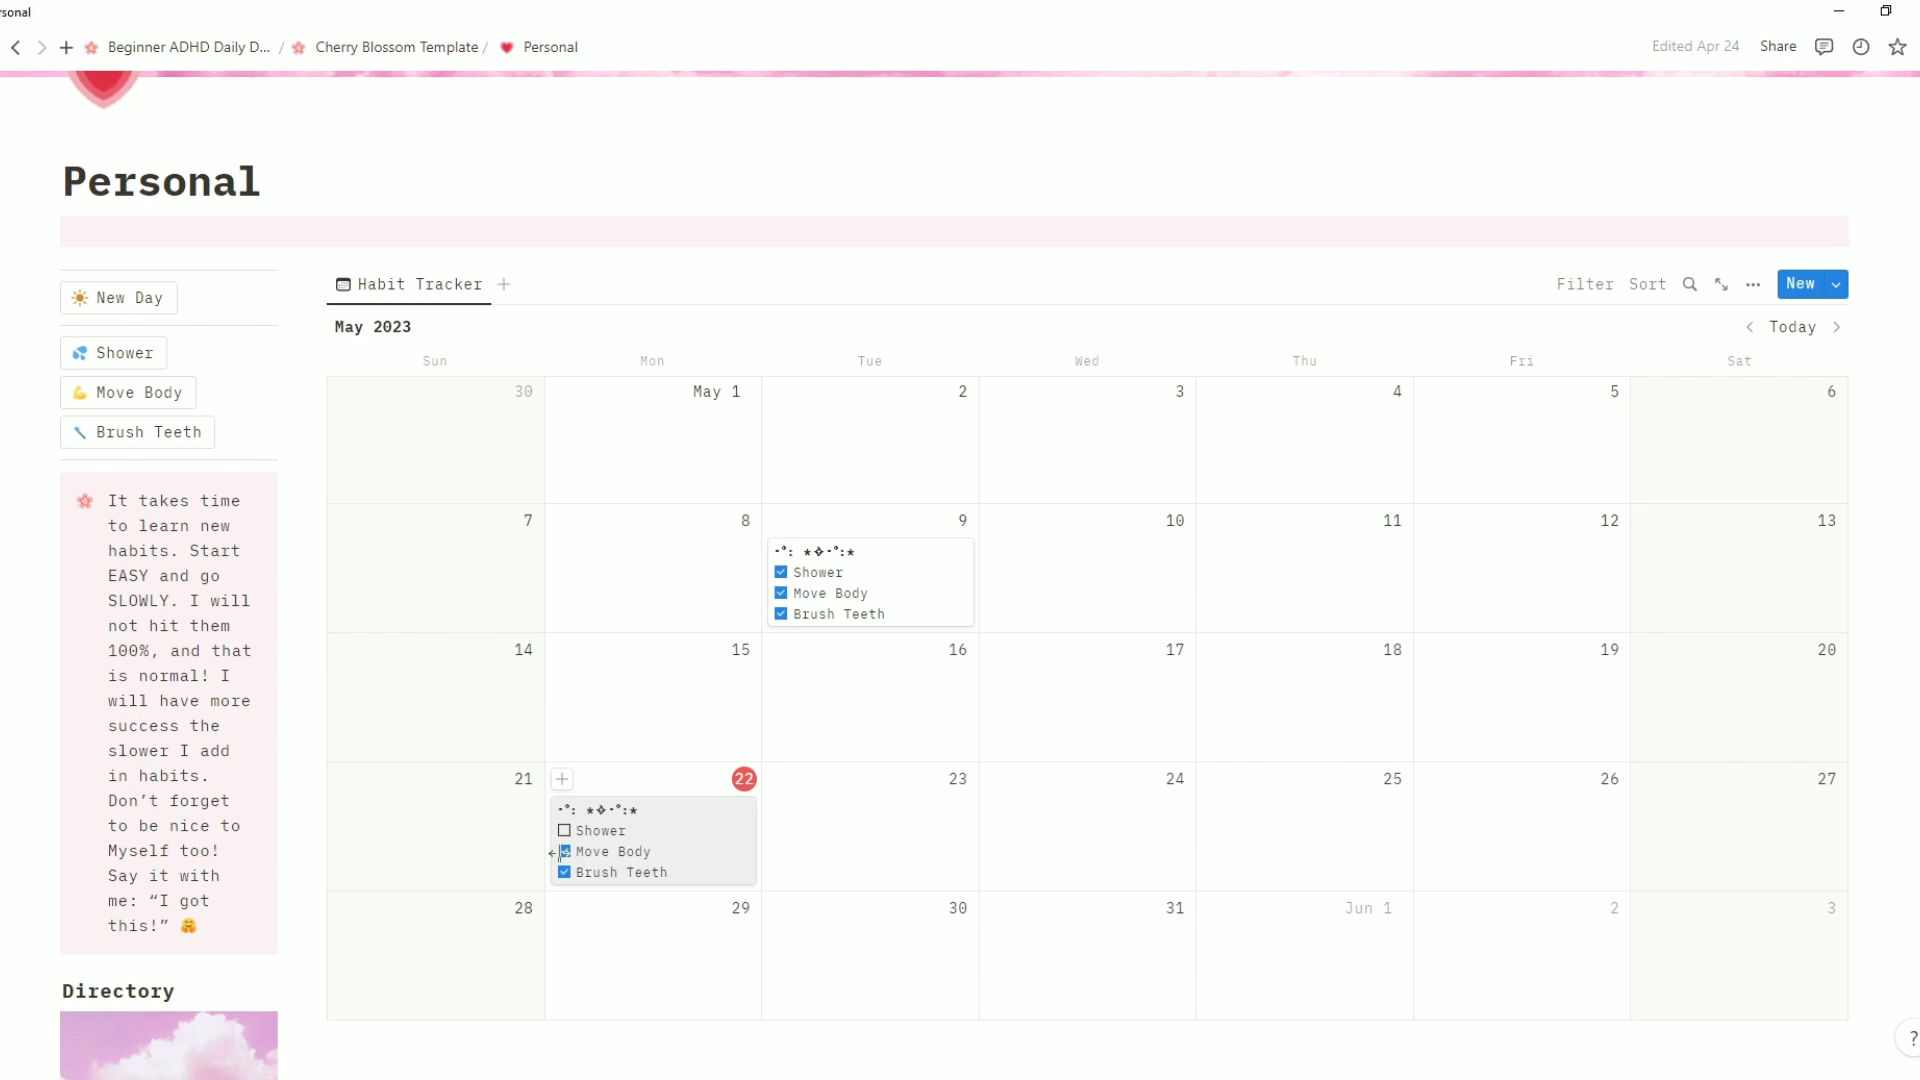 rsonal
Beginner ADHD Daily D... / Cherry Blossom Template / Personal
Edited Apr 24 Share
Personal
New Day
Shower
Move Body
Brush Teeth
It takes time
to learn new
habits. Start
EASY and go
SLOWLY. I will
not hit them
100%, and that
is normal! I
will have more
success the
slower I add
in habits.
Don’t forget
to be nice to
Myself too!
Say it with
me: “I got
this!” 🤗
Directory
Habit Tracker
Filter Sort New
May 2023
Today
Sun Mon Tue Wed Thu Fri Sat
30 May 1 2 3 4 5 6
7 8 9 10 11 12 13
Shower
Move Body
Brush Teeth
14 15 16 17 18 19 20
21 22 23 24 25 26 27
Shower
Move Body
Brush Teeth
28 29 30 31 Jun 1 2 3
?